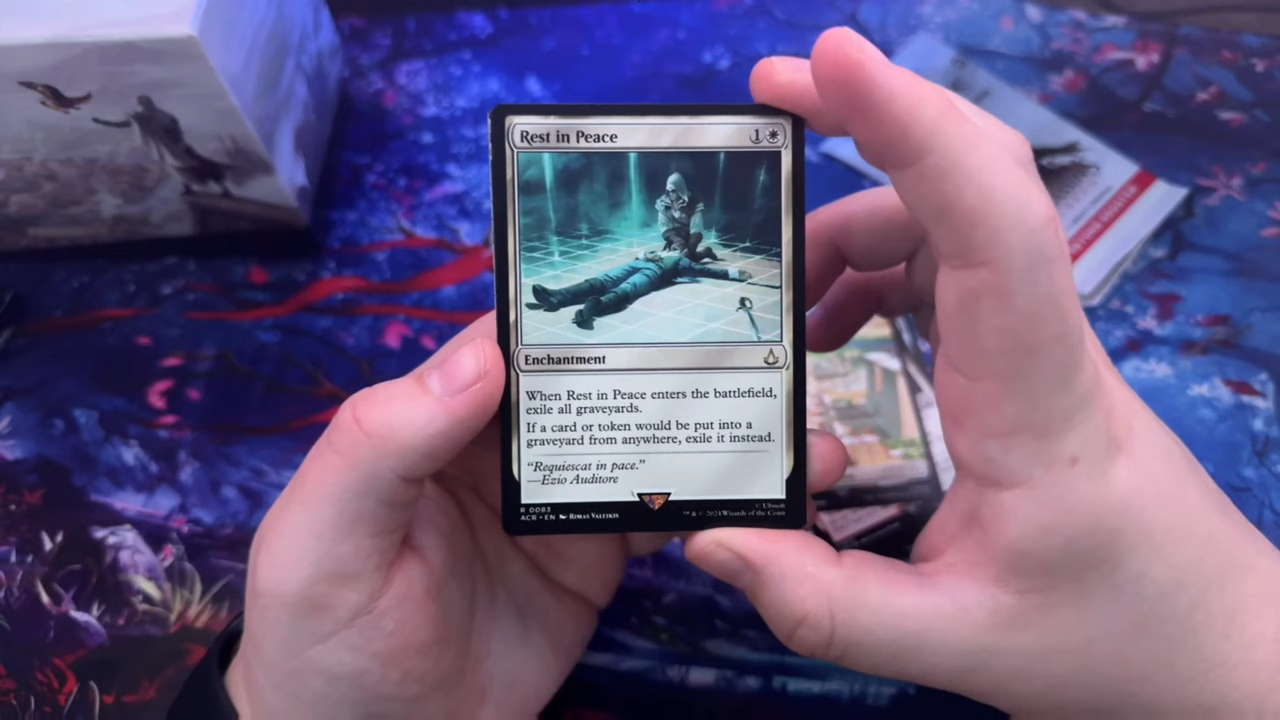 Rest in Peace 1
Enchantment
When Rest in Peace enters the battlefield,
exile all graveyards.
If a card or token would be put into a
graveyard from anywhere, exile it instead.
“Requiescat in pace.”
—Ezio Auditore
R 0083
ACR • EN RIMAS VALEIKIS
© Ubisoft
™ & © 2024 Wizards of the Coast